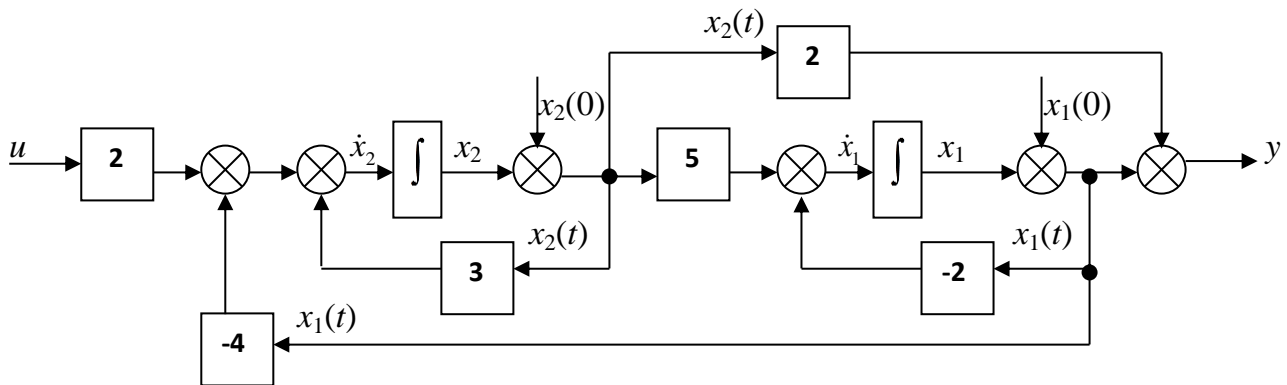 x₂(t)
2
x₂(0)
x₁(0)
u
2
ẋ₂
∫
x₂
5
ẋ₁
∫
x₁
y
3
x₂(t)
-2
x₁(t)
-4
x₁(t)